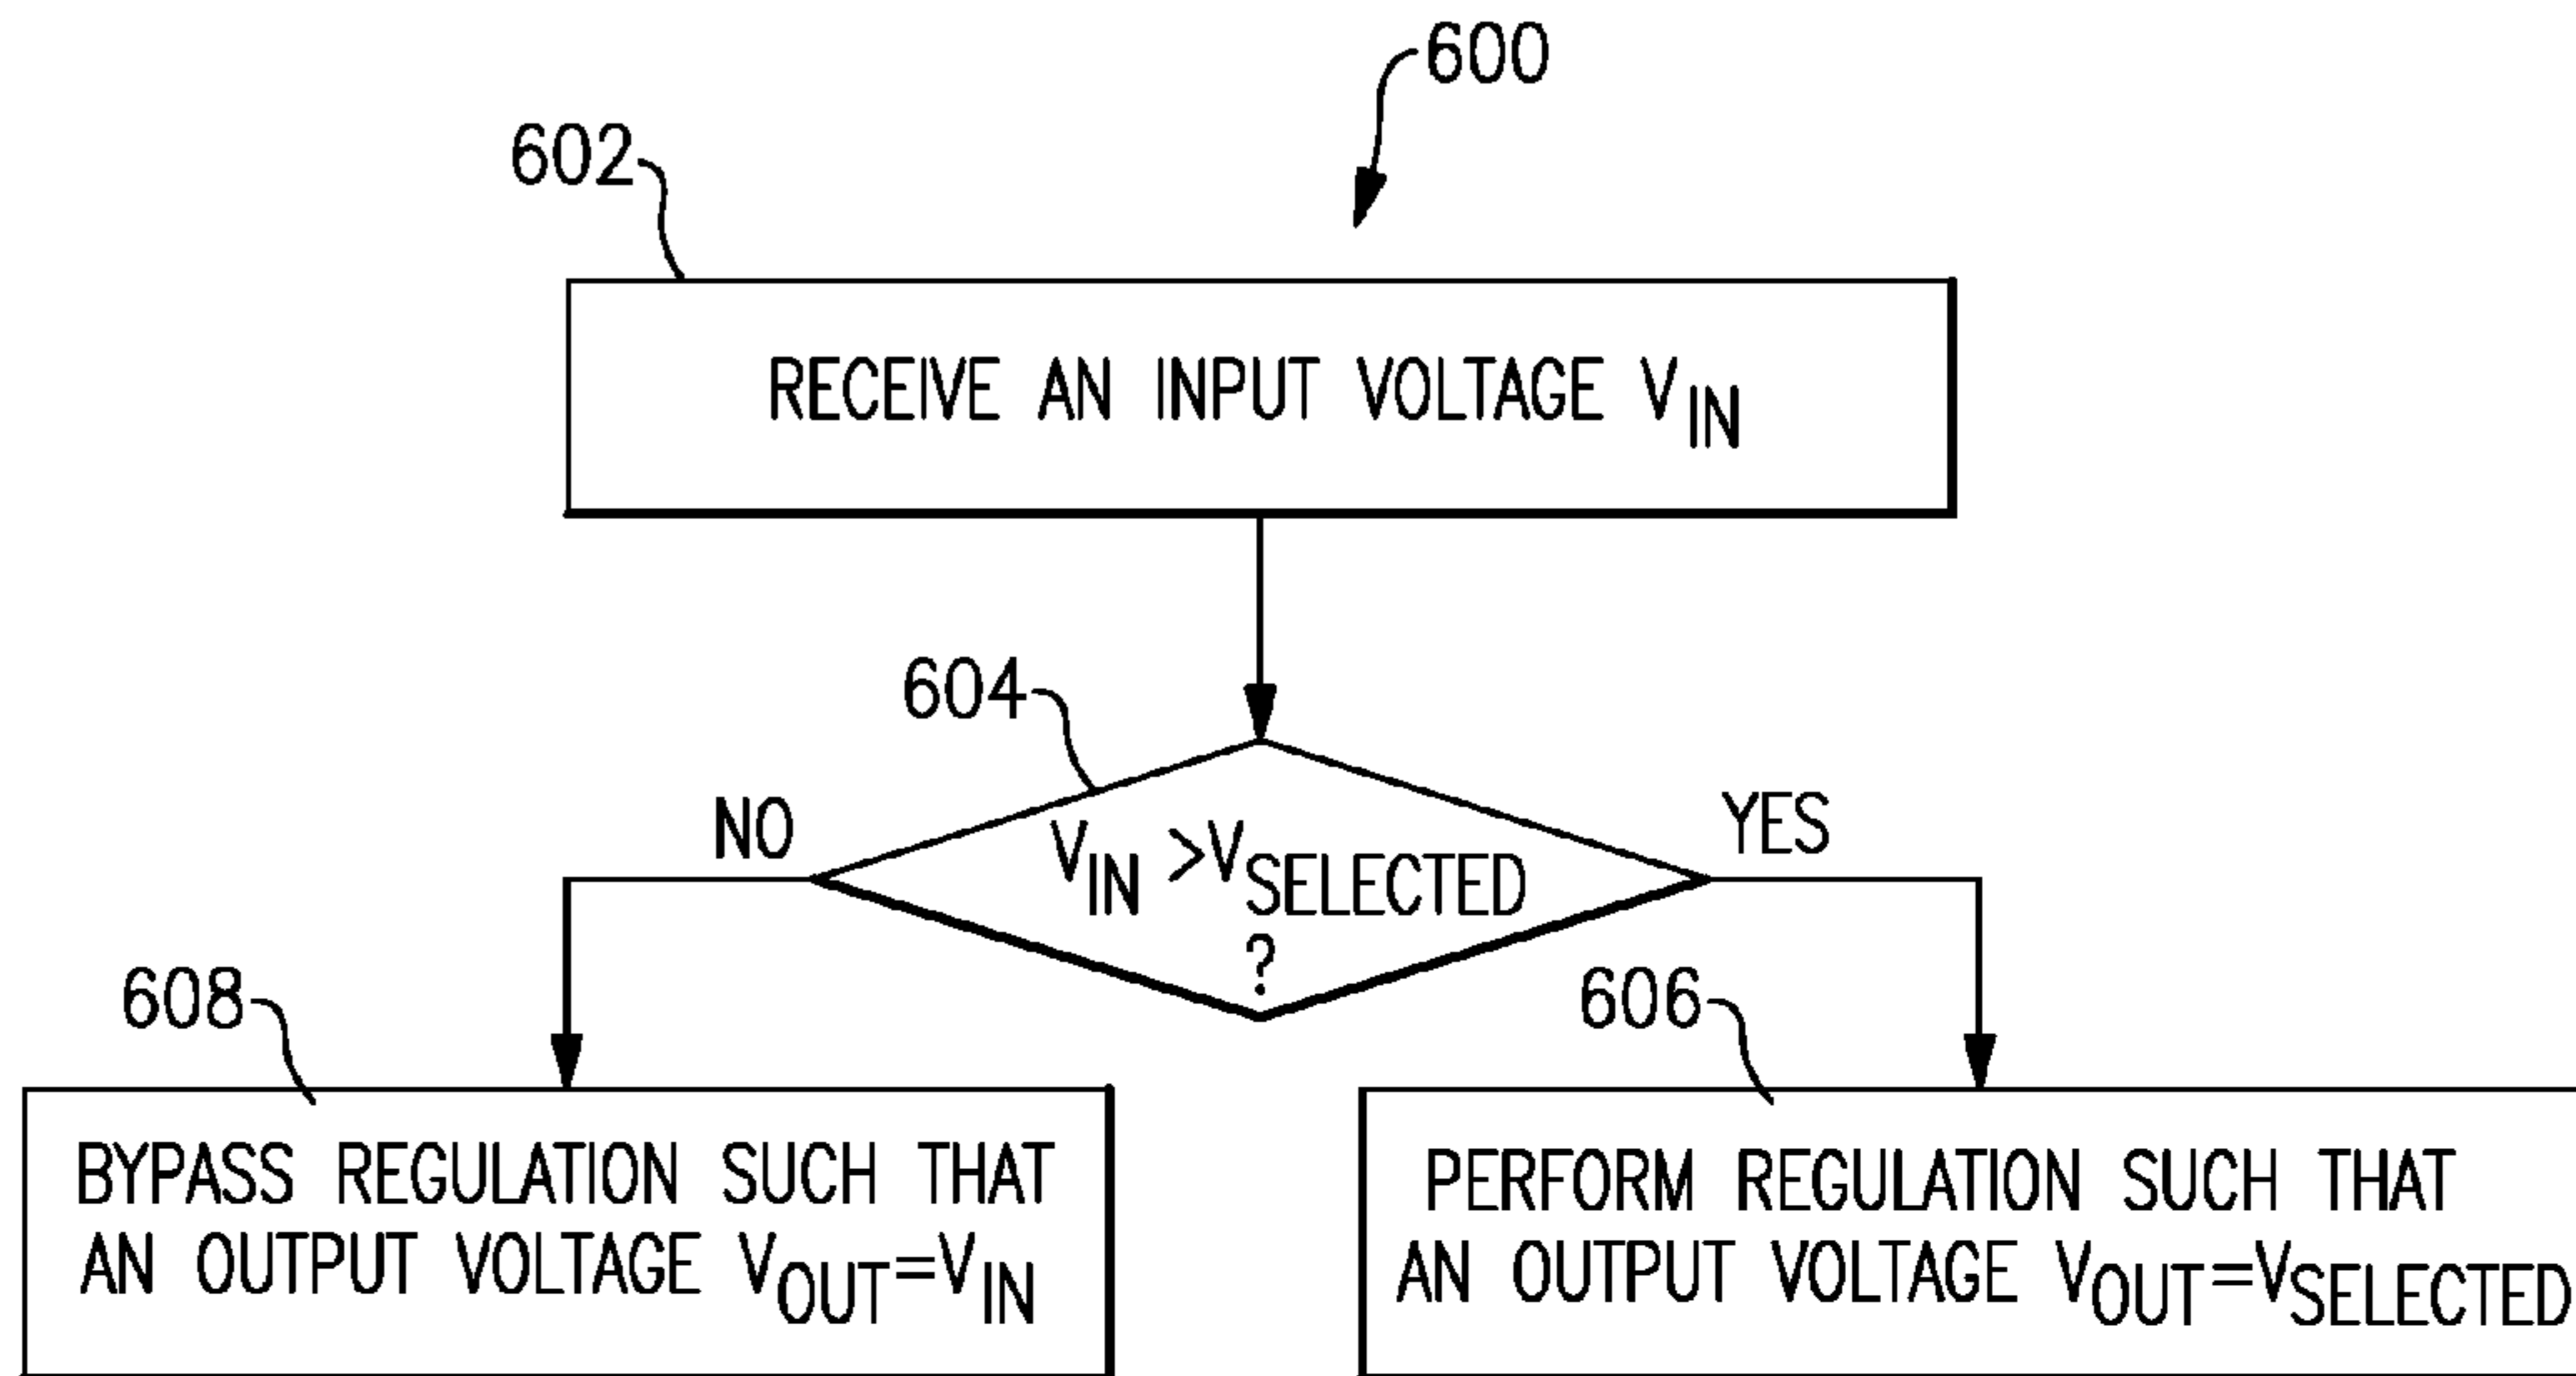 600
602
RECEIVE AN INPUT VOLTAGE VIN
604
NO
YES
VIN >VSELECTED
?
608
606
BYPASS REGULATION SUCH THAT
AN OUTPUT VOLTAGE VOUT=VIN
PERFORM REGULATION SUCH THAT
AN OUTPUT VOLTAGE VOUT=VSELECTED